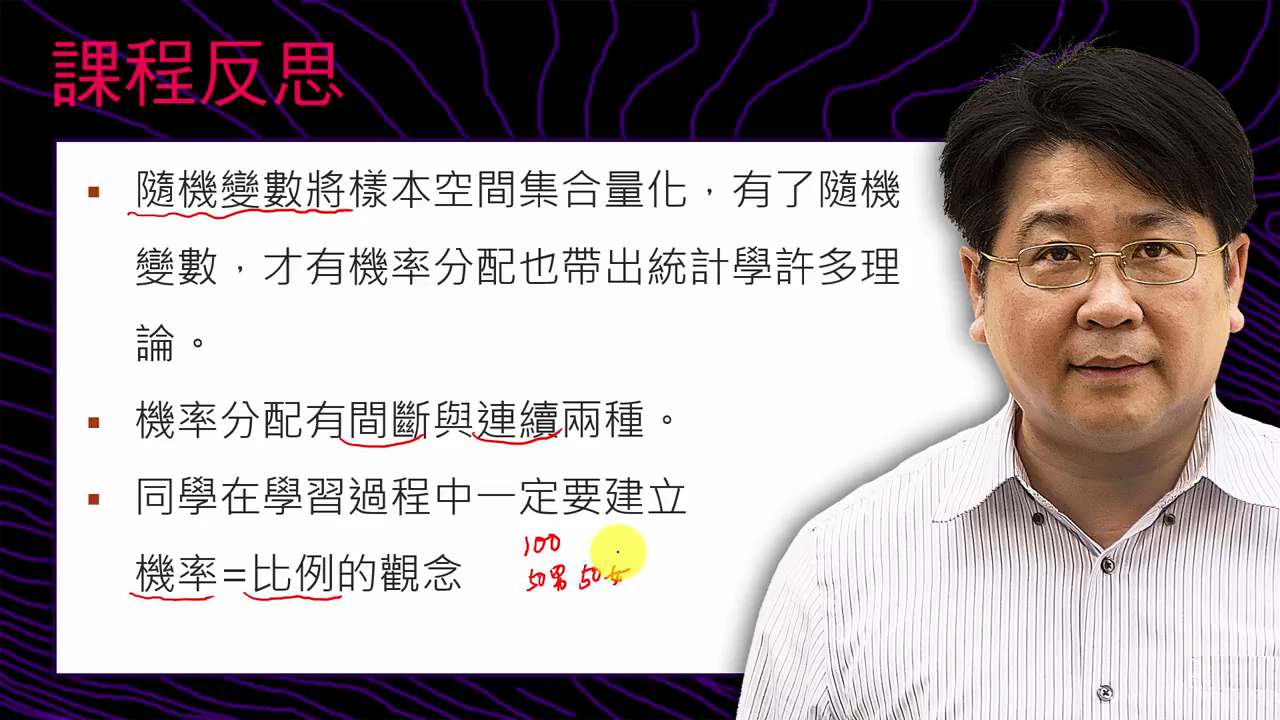 課程反思
▪ 隨機變數將樣本空間集合量化，有了隨機
變數，才有機率分配也帶出統計學許多理
論。
▪ 機率分配有間斷與連續兩種。
▪ 同學在學習過程中一定要建立
機率=比例的觀念
100
50男 50女